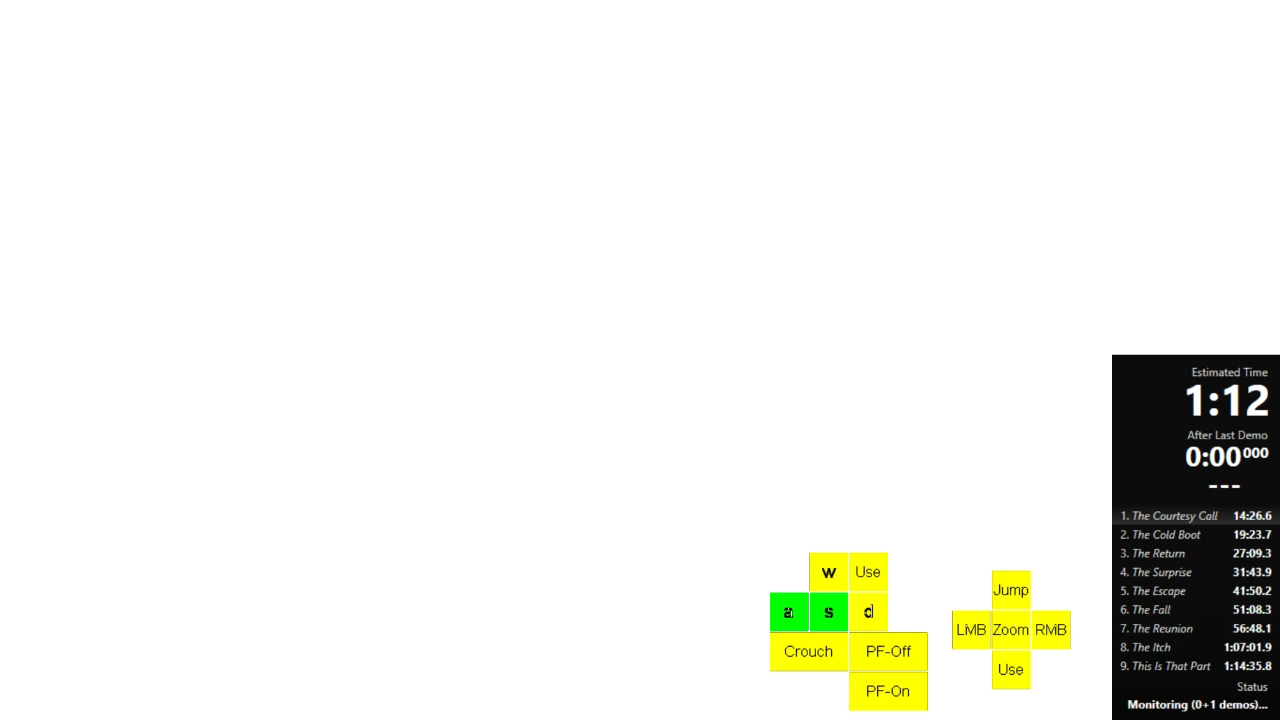 Estimated Time
1:12
After Last Demo
0:00 000
---
1. The Courtesy Call 14:26.6
2. The Cold Boot 19:23.7
3. The Return 27:09.3
4. The Surprise 31:43.9
5. The Escape 41:50.2
6. The Fall 51:08.3
7. The Reunion 56:48.1
8. The Itch 1:07:01.9
9. This Is That Part 1:14:35.8
Status
Monitoring (0+1 demos)...
w Use
a s d
Crouch PF-Off
PF-On
Jump
LMB Zoom RMB
Use